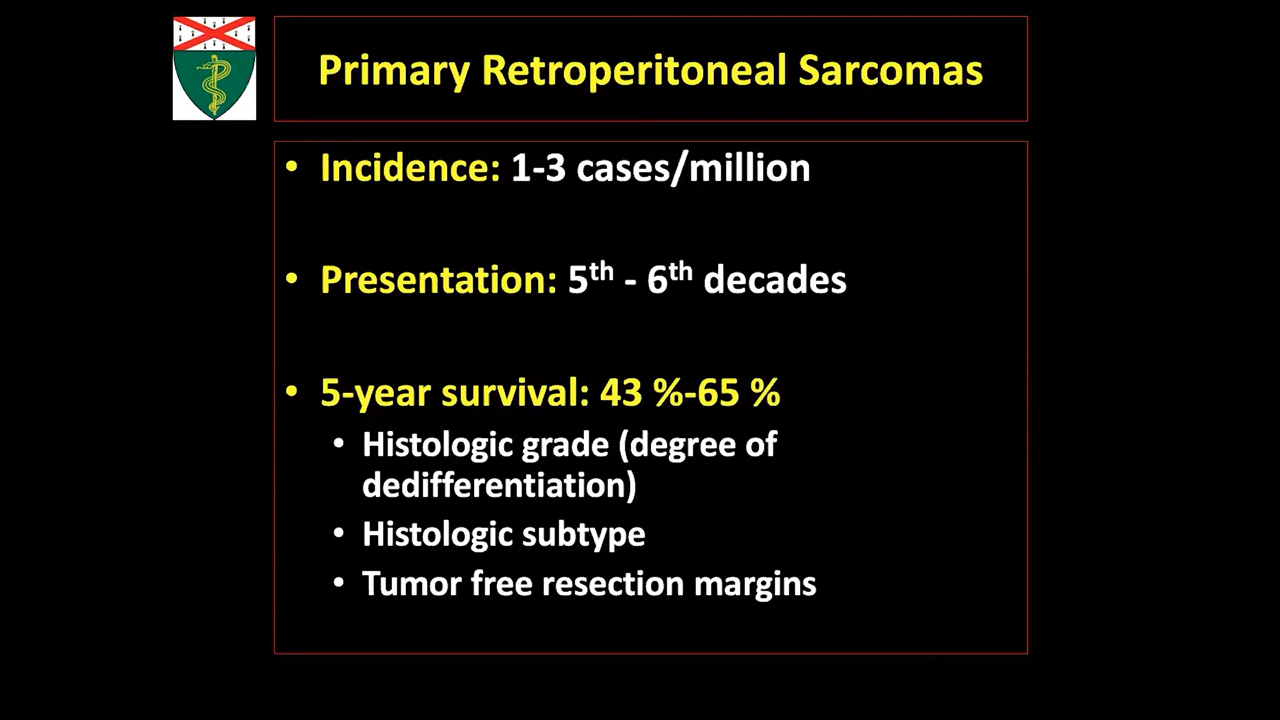 Primary Retroperitoneal Sarcomas
• Incidence: 1-3 cases/million
• Presentation: 5th - 6th decades
• 5-year survival: 43 %-65 %
• Histologic grade (degree of
dedifferentiation)
• Histologic subtype
• Tumor free resection margins